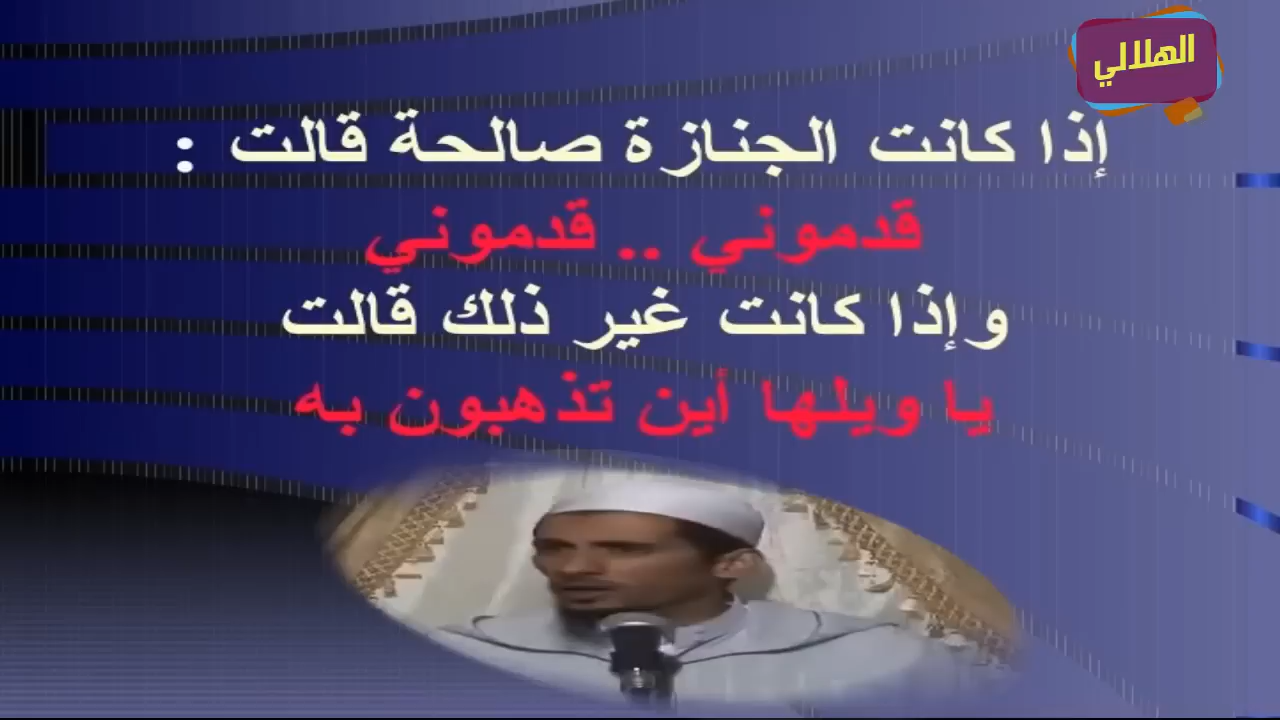 الهلالي
إذا كانت الجنازة صالحة قالت :
قدموني .. قدموني
وإذا كانت غير ذلك قالت
يا ويلها أين تذهبون به